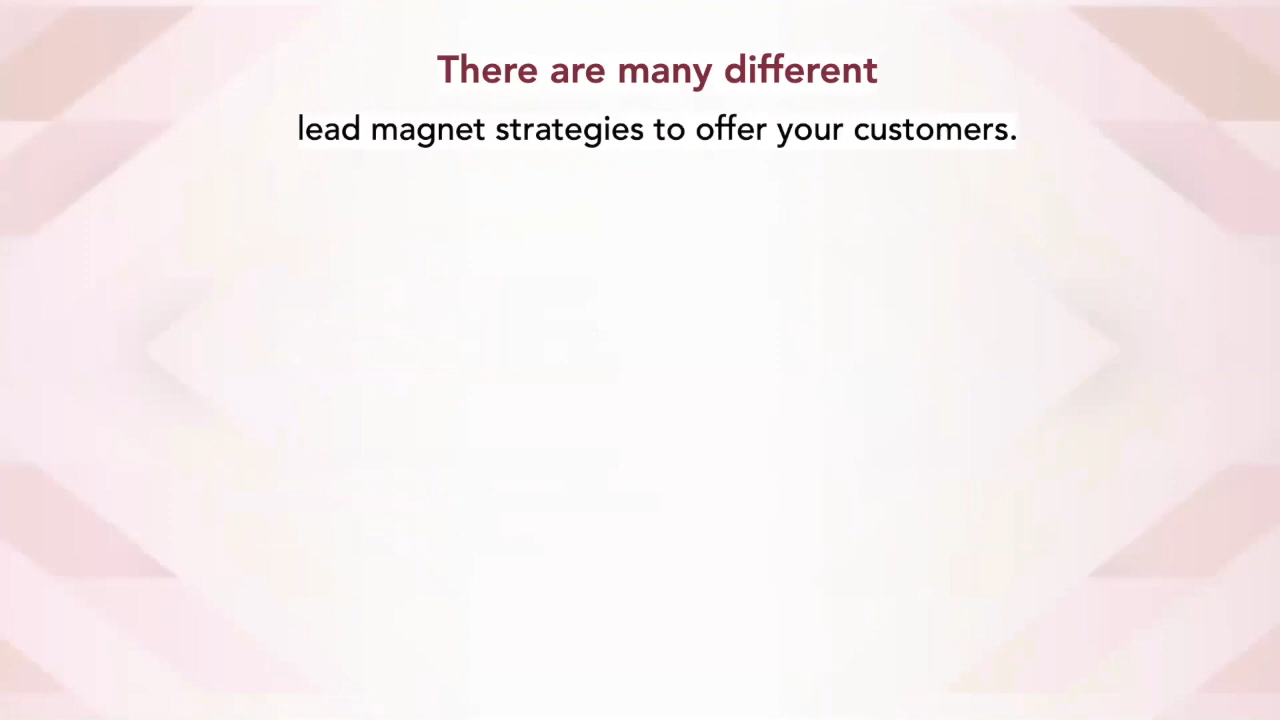 There are many different
lead magnet strategies to offer your customers.